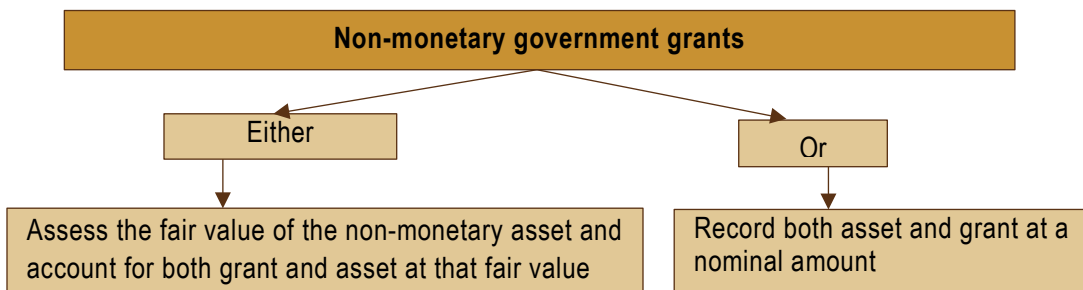 Non-monetary government grants
Either
Or
Assess the fair value of the non-monetary asset and
account for both grant and asset at that fair value
Record both asset and grant at a
nominal amount